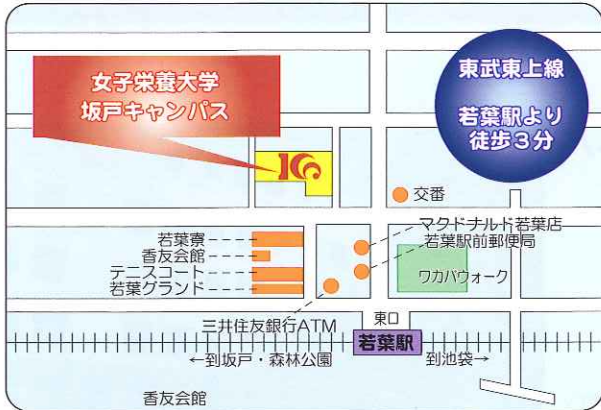 女子栄養大学
坂戸キャンパス
東武東上線
若葉駅より
徒歩3分
交番
マクドナルド若葉店
若葉駅前郵便局
若葉寮
香友会館
テニスコート
若葉グランド
ワカバウォーク
三井住友銀行ATM
東口
若葉駅
←到坂戸・森林公園
到池袋→
香友会館